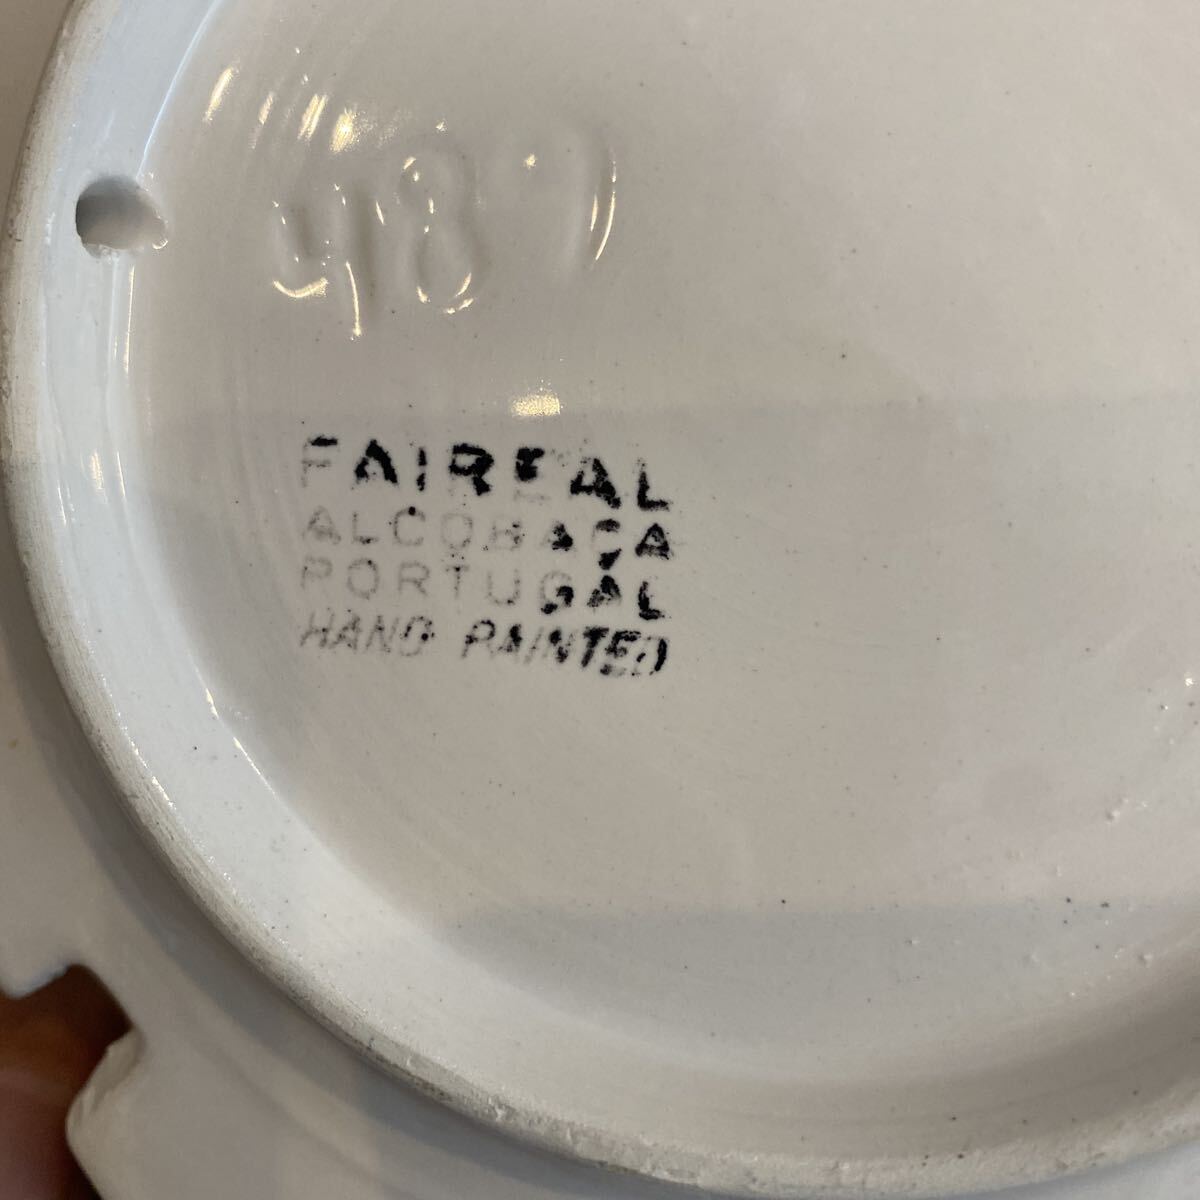 FAIREAL
ALCOBAÇA
PORTUGAL
HAND PAINTED